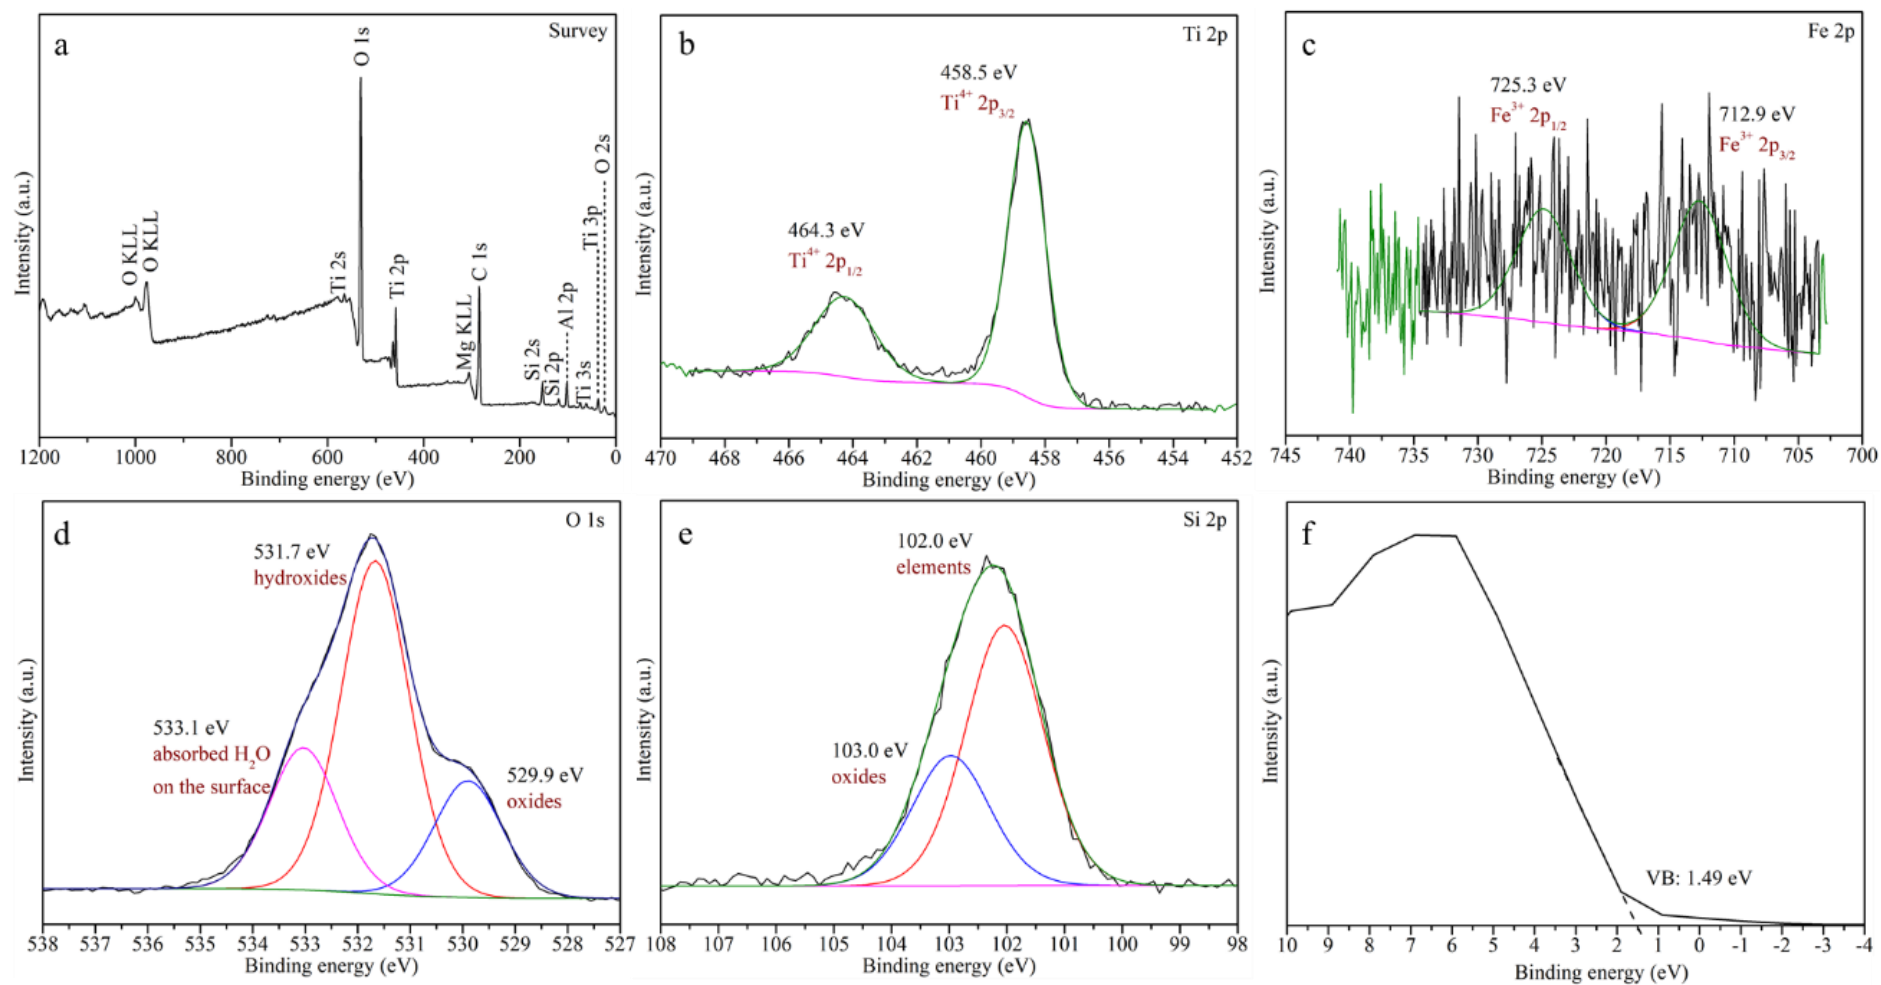 a
Survey
O KLL
O KLL
Ti 2s
O 1s
Ti 2p
Mg KLL
C 1s
Si 2s
Si 2p
Al 2p
Ti 3s
Ti 3p
O 2s
Intensity (a.u.)
1200 1000 800 600 400 200 0
Binding energy (eV)
b
Ti 2p
458.5 eV
Ti⁴⁺ 2p₃/₂
464.3 eV
Ti⁴⁺ 2p₁/₂
Intensity (a.u.)
470 468 466 464 462 460 458 456 454 452
Binding energy (eV)
c
Fe 2p
725.3 eV
Fe³⁺ 2p₁/₂
712.9 eV
Fe³⁺ 2p₃/₂
Intensity (a.u.)
745 740 735 730 725 720 715 710 705 700
Binding energy (eV)
d
O 1s
531.7 eV
hydroxides
533.1 eV
absorbed H₂O
on the surface
529.9 eV
oxides
Intensity (a.u.)
538 537 536 535 534 533 532 531 530 529 528 527
Binding energy (eV)
e
Si 2p
102.0 eV
elements
103.0 eV
oxides
Intensity (a.u.)
108 107 106 105 104 103 102 101 100 99 98
Binding energy (eV)
f
VB: 1.49 eV
Intensity (a.u.)
10 9 8 7 6 5 4 3 2 1 0 -1 -2 -3 -4
Binding energy (eV)